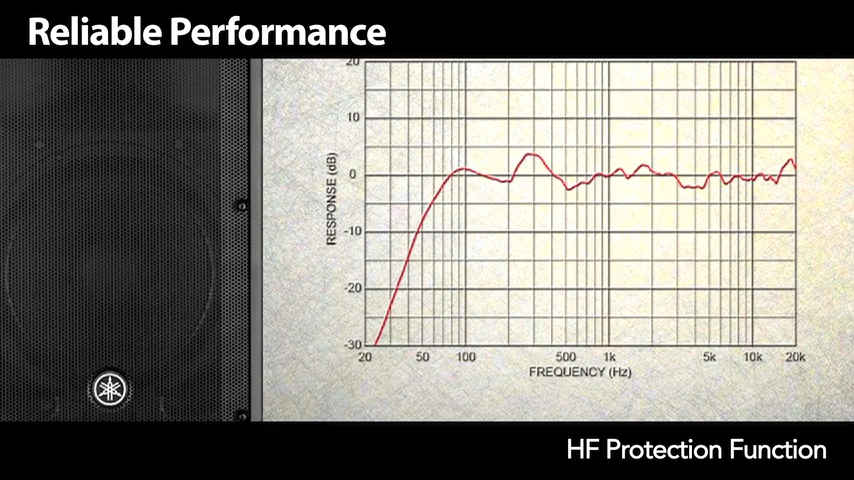 Reliable Performance
20
10
0
-10
-20
-30
RESPONSE (dB)
20 50 100 500 1k 5k 10k 20k
FREQUENCY (Hz)
HF Protection Function